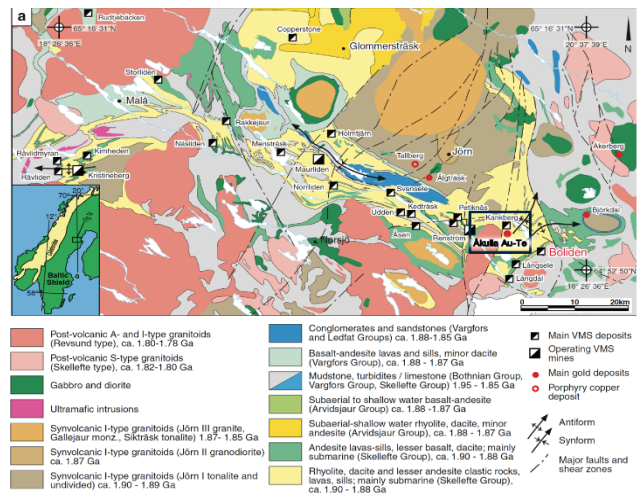 a
Rudtjebäcken
65° 16' 31"N
18° 26' 36"E
Copperstone
Glommersträsk
65° 16' 31"N
20° 37' 39"E
N
Storliden
Malå
Rakkejaur
Holmtjärn
Näsliden
Mensträsk
Maurliden
Norrliden
Tallberg
Jörn
Älgträsk
Åkerberg
Rävlidmyran
Kimheden
Rävliden
Kristineberg
Svansele
Udden
Kedträsk
Petiknäs
Kankberg
Björkdal
Åsen
Renström
Åkulla Au-Te
Boliden
Norsjö
Långsele
Långdal
64° 52' 50"N
18° 26' 36"E
70°
20°
12°
58°
Baltic
Shield
0 10 20km
Post-volcanic A- and I-type granitoids
(Revsund type), ca. 1.80-1.78 Ga
Post-volcanic S-type granitoids
(Skellefte type), ca. 1.82-1.80 Ga
Gabbro and diorite
Ultramafic intrusions
Synvolcanic I-type granitoids (Jörn III granite,
Gallejaur monz., Sikträsk tonalite) 1.87- 1.85 Ga
Synvolcanic I-type granitoids (Jörn II granodiorite)
ca 1.87 Ga
Synvolcanic I-type granitoids (Jörn I tonalite
and undivided) ca. 1.90 - 1.89 Ga
Conglomerates and sandstones (Vargfors
and Ledfat Groups) ca. 1.88-1.85 Ga
Basalt-andesite lavas and sills, minor dacite
(Vargfors Group), ca. 1.88 - 1.87 Ga
Mudstone, turbidites / limestone (Bothnian Group,
Vargfors Group, Skellefte Group) 1.95 - 1.85 Ga
Subaerial to shallow water basalt-andesite
(Arvidsjaur Group) ca. 1.88 -1.87 Ga
Subaerial-shallow water rhyolite, dacite, minor
andesite (Arvidsjaur Group), ca. 1.88 - 1.87 Ga
Andesite lavas-sills, lesser basalt, dacite; mainly
submarine (Skellefte Group), ca. 1.90 - 1.88 Ga
Rhyolite, dacite and lesser andesite clastic rocks,
lavas, sills; mainly submarine (Skellefte Group),
ca. 1.90 - 1.88 Ga
Main VMS deposits
Operating VMS
mines
Main gold deposits
Porphyry copper
deposit
Antiform
Synform
Major faults and
shear zones